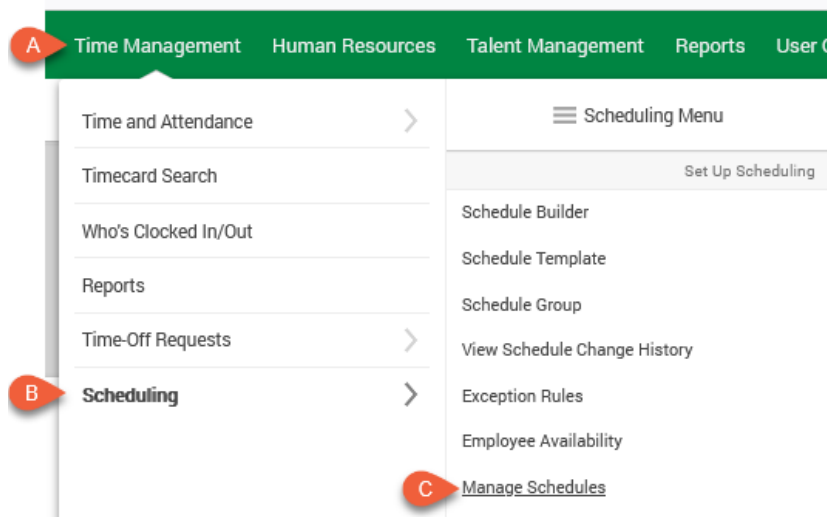 A Time Management Human Resources Talent Management Reports User
Time and Attendance
Timecard Search
Who's Clocked In/Out
Reports
Time-Off Requests
B Scheduling
Scheduling Menu
Set Up Scheduling
Schedule Builder
Schedule Template
Schedule Group
View Schedule Change History
Exception Rules
Employee Availability
C Manage Schedules